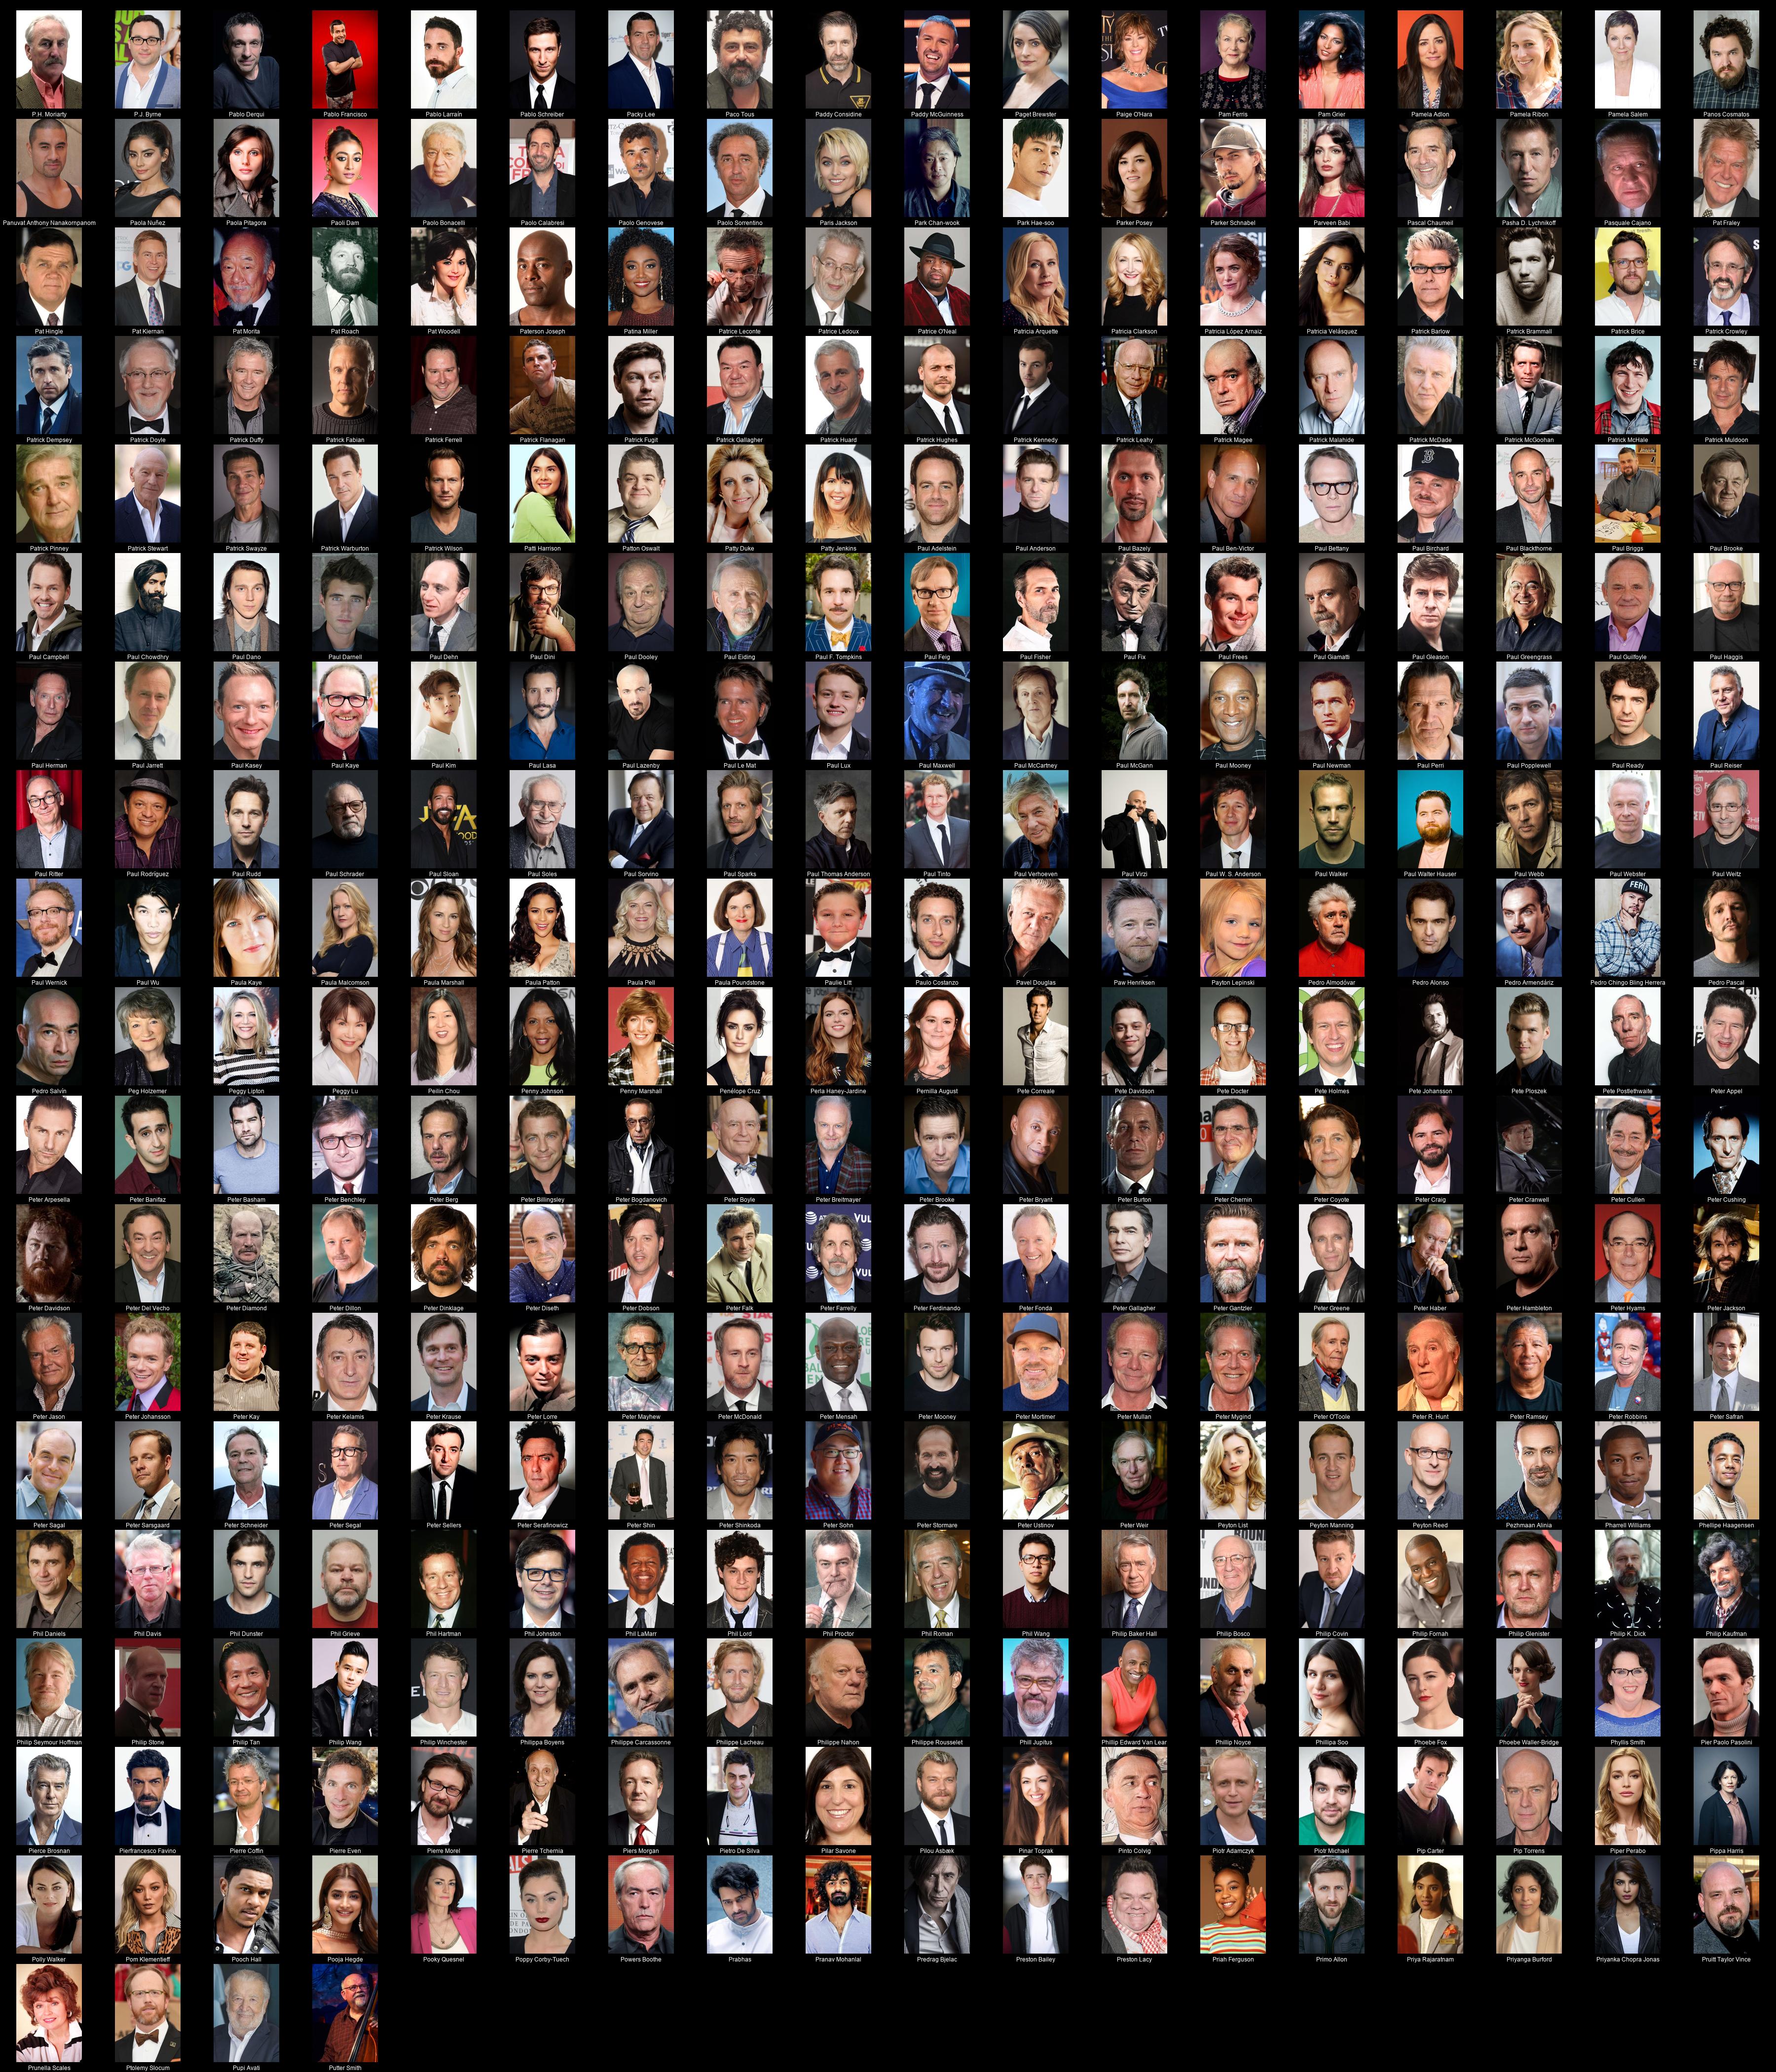 P.H. Moriarty
P.J. Byrne
Pablo Derqui
Pablo Francisco
Pablo Larraín
Pablo Schreiber
Packy Lee
Paco Tous
Paddy Considine
Paddy McGuinness
Paget Brewster
Paige O'Hara
Pam Ferris
Pam Grier
Pamela Adlon
Pamela Ribon
Pamela Salem
Panos Cosmatos
Panuvat Anthony Nanakornpanom
Paola Nuñez
Paola Pitagora
Paoli Dam
Paolo Bonacelli
Paolo Calabresi
Paolo Genovese
Paolo Sorrentino
Paris Jackson
Park Chan-wook
Park Hae-soo
Parker Posey
Parker Schnabel
Parveen Babi
Pascal Chaumeil
Pasha D. Lychnikoff
Pasquale Cajano
Pat Fraley
Pat Hingle
Pat Kiernan
Pat Morita
Pat Roach
Pat Woodell
Paterson Joseph
Patina Miller
Patrice Leconte
Patrice Ledoux
Patrice O'Neal
Patricia Arquette
Patricia Clarkson
Patricia López Arnaiz
Patricia Velásquez
Patrick Barlow
Patrick Brammall
Patrick Brice
Patrick Crowley
Patrick Dempsey
Patrick Doyle
Patrick Duffy
Patrick Fabian
Patrick Ferrell
Patrick Flanagan
Patrick Fugit
Patrick Gallagher
Patrick Huard
Patrick Hughes
Patrick Kennedy
Patrick Leahy
Patrick Magee
Patrick Malahide
Patrick McDade
Patrick McGoohan
Patrick McHale
Patrick Muldoon
Patrick Pinney
Patrick Stewart
Patrick Swayze
Patrick Warburton
Patrick Wilson
Patti Harrison
Patton Oswalt
Patty Duke
Patty Jenkins
Paul Adelstein
Paul Anderson
Paul Bazely
Paul Ben-Victor
Paul Bettany
Paul Birchard
Paul Blackthorne
Paul Briggs
Paul Brooke
Paul Campbell
Paul Chowdhry
Paul Dano
Paul Darnell
Paul Dehn
Paul Dini
Paul Dooley
Paul Eiding
Paul F. Tompkins
Paul Feig
Paul Fisher
Paul Fix
Paul Frees
Paul Giamatti
Paul Gleason
Paul Greengrass
Paul Guilfoyle
Paul Haggis
Paul Herman
Paul Jarrett
Paul Kasey
Paul Kaye
Paul Kim
Paul Lasa
Paul Lazenby
Paul Le Mat
Paul Lux
Paul Maxwell
Paul McCartney
Paul McGann
Paul Mooney
Paul Newman
Paul Perri
Paul Popplewell
Paul Ready
Paul Reiser
Paul Ritter
Paul Rodríguez
Paul Rudd
Paul Schrader
Paul Sloan
Paul Soles
Paul Sorvino
Paul Sparks
Paul Thomas Anderson
Paul Tinto
Paul Verhoeven
Paul Virzi
Paul W. S. Anderson
Paul Walker
Paul Walter Hauser
Paul Webb
Paul Webster
Paul Weitz
Paul Wernick
Paul Wu
Paula Kaye
Paula Malcomson
Paula Marshall
Paula Patton
Paula Pell
Paula Poundstone
Paulie Litt
Paulo Costanzo
Pavel Douglas
Paw Henriksen
Payton Lepinski
Pedro Almodóvar
Pedro Alonso
Pedro Armendáriz
Pedro Chingo Bling Herrera
Pedro Pascal
Pedro Salvín
Peg Holzemer
Peggy Lipton
Peggy Lu
Peilin Chou
Penny Johnson
Penny Marshall
Penélope Cruz
Perla Haney-Jardine
Pernilla August
Pete Correale
Pete Davidson
Pete Docter
Pete Holmes
Pete Johansson
Pete Ploszek
Pete Postlethwaite
Peter Appel
Peter Arpesella
Peter Banifaz
Peter Basham
Peter Benchley
Peter Berg
Peter Billingsley
Peter Bogdanovich
Peter Boyle
Peter Breitmayer
Peter Brooke
Peter Bryant
Peter Burton
Peter Chernin
Peter Coyote
Peter Craig
Peter Cranwell
Peter Cullen
Peter Cushing
Peter Davidson
Peter Del Vecho
Peter Diamond
Peter Dillon
Peter Dinklage
Peter Diseth
Peter Dobson
Peter Falk
Peter Farrelly
Peter Ferdinando
Peter Fonda
Peter Gallagher
Peter Gantzler
Peter Greene
Peter Haber
Peter Hambleton
Peter Hyams
Peter Jackson
Peter Jason
Peter Johansson
Peter Kay
Peter Kelamis
Peter Krause
Peter Lorre
Peter Mayhew
Peter McDonald
Peter Mensah
Peter Mooney
Peter Mortimer
Peter Mullan
Peter Mygind
Peter O'Toole
Peter R. Hunt
Peter Ramsey
Peter Robbins
Peter Safran
Peter Sagal
Peter Sarsgaard
Peter Schneider
Peter Segal
Peter Sellers
Peter Serafinowicz
Peter Shin
Peter Shinkoda
Peter Sohn
Peter Stormare
Peter Ustinov
Peter Weir
Peyton List
Peyton Manning
Peyton Reed
Pezhmaan Alinia
Pharrell Williams
Phellipe Haagensen
Phil Daniels
Phil Davis
Phil Dunster
Phil Grieve
Phil Hartman
Phil Johnston
Phil LaMarr
Phil Lord
Phil Proctor
Phil Roman
Phil Wang
Philip Baker Hall
Philip Bosco
Philip Covin
Philip Fornah
Philip Glenister
Philip K. Dick
Philip Kaufman
Philip Seymour Hoffman
Philip Stone
Philip Tan
Philip Wang
Philip Winchester
Philippa Boyens
Philippe Carcassonne
Philippe Lacheau
Philippe Nahon
Philippe Rousselet
Phill Jupitus
Phillip Edward Van Lear
Phillip Noyce
Phillipa Soo
Phoebe Fox
Phoebe Waller-Bridge
Phyllis Smith
Pier Paolo Pasolini
Pierce Brosnan
Pierfrancesco Favino
Pierre Coffin
Pierre Even
Pierre Morel
Pierre Tchernia
Piers Morgan
Pietro De Silva
Pilar Savone
Pilou Asbæk
Pinar Toprak
Pinto Colvig
Piotr Adamczyk
Piotr Michael
Pip Carter
Pip Torrens
Piper Perabo
Pippa Harris
Polly Walker
Pom Klementieff
Pooch Hall
Pooja Hegde
Pooky Quesnel
Poppy Corby-Tuech
Powers Boothe
Prabhas
Pranav Mohanlal
Predrag Bjelac
Preston Bailey
Preston Lacy
Priah Ferguson
Primo Allon
Priya Rajaratnam
Priyanga Burford
Priyanka Chopra Jonas
Pruitt Taylor Vince
Prunella Scales
Ptolemy Slocum
Pupi Avati
Putter Smith